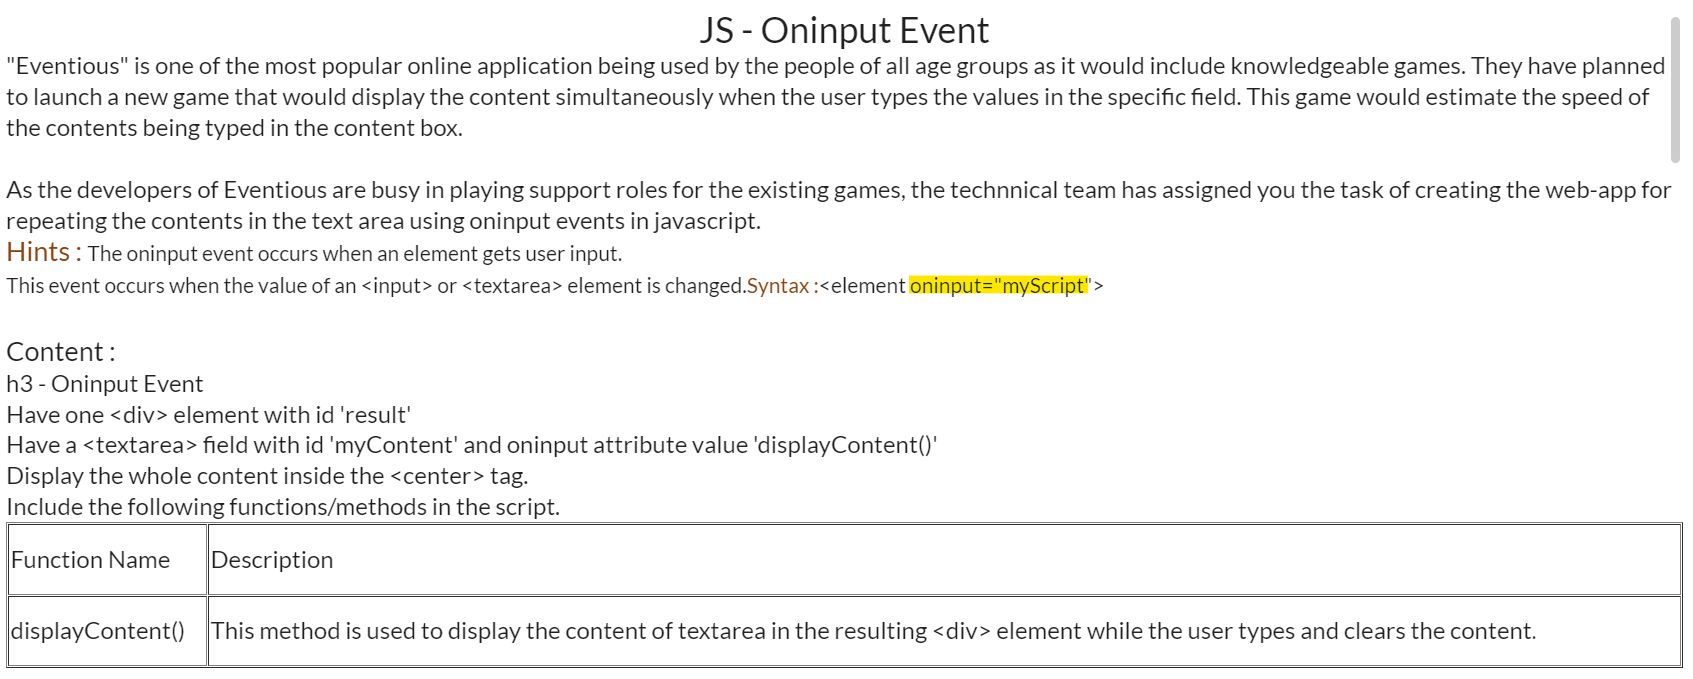 JS - Oninput Event
"Eventious" is one of the most popular online application being used by the people of all age groups as it would include knowledgeable games. They have planned
to launch a new game that would display the content simultaneously when the user types the values in the specific field. This game would estimate the speed of
the contents being typed in the content box.
As the developers of Eventious are busy in playing support roles for the existing games, the technnical team has assigned you the task of creating the web-app for
repeating the contents in the text area using oninput events in javascript.
Hints : The oninput event occurs when an element gets user input.
This event occurs when the value of an <input> or <textarea> element is changed.Syntax :<element oninput="myScript">
Content :
h3 - Oninput Event
Have one <div> element with id 'result'
Have a <textarea> field with id 'myContent' and oninput attribute value 'displayContent()'
Display the whole content inside the <center> tag.
Include the following functions/methods in the script.
Function Name Description
displayContent() This method is used to display the content of textarea in the resulting <div> element while the user types and clears the content.